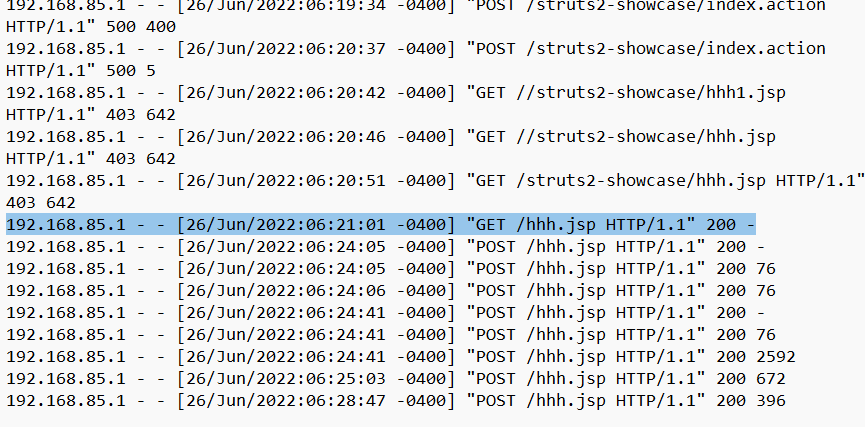 192.168.85.1 - - [26/Jun/2022:06:19:34 -0400] "POST /struts2-showcase/index.action
HTTP/1.1" 500 400
192.168.85.1 - - [26/Jun/2022:06:20:37 -0400] "POST /struts2-showcase/index.action
HTTP/1.1" 500 5
192.168.85.1 - - [26/Jun/2022:06:20:42 -0400] "GET //struts2-showcase/hhh1.jsp
HTTP/1.1" 403 642
192.168.85.1 - - [26/Jun/2022:06:20:46 -0400] "GET //struts2-showcase/hhh.jsp
HTTP/1.1" 403 642
192.168.85.1 - - [26/Jun/2022:06:20:51 -0400] "GET /struts2-showcase/hhh.jsp HTTP/1.1"
403 642
192.168.85.1 - - [26/Jun/2022:06:21:01 -0400] "GET /hhh.jsp HTTP/1.1" 200 -
192.168.85.1 - - [26/Jun/2022:06:24:05 -0400] "POST /hhh.jsp HTTP/1.1" 200 -
192.168.85.1 - - [26/Jun/2022:06:24:05 -0400] "POST /hhh.jsp HTTP/1.1" 200 76
192.168.85.1 - - [26/Jun/2022:06:24:06 -0400] "POST /hhh.jsp HTTP/1.1" 200 76
192.168.85.1 - - [26/Jun/2022:06:24:41 -0400] "POST /hhh.jsp HTTP/1.1" 200 -
192.168.85.1 - - [26/Jun/2022:06:24:41 -0400] "POST /hhh.jsp HTTP/1.1" 200 76
192.168.85.1 - - [26/Jun/2022:06:24:41 -0400] "POST /hhh.jsp HTTP/1.1" 200 2592
192.168.85.1 - - [26/Jun/2022:06:25:03 -0400] "POST /hhh.jsp HTTP/1.1" 200 672
192.168.85.1 - - [26/Jun/2022:06:28:47 -0400] "POST /hhh.jsp HTTP/1.1" 200 396